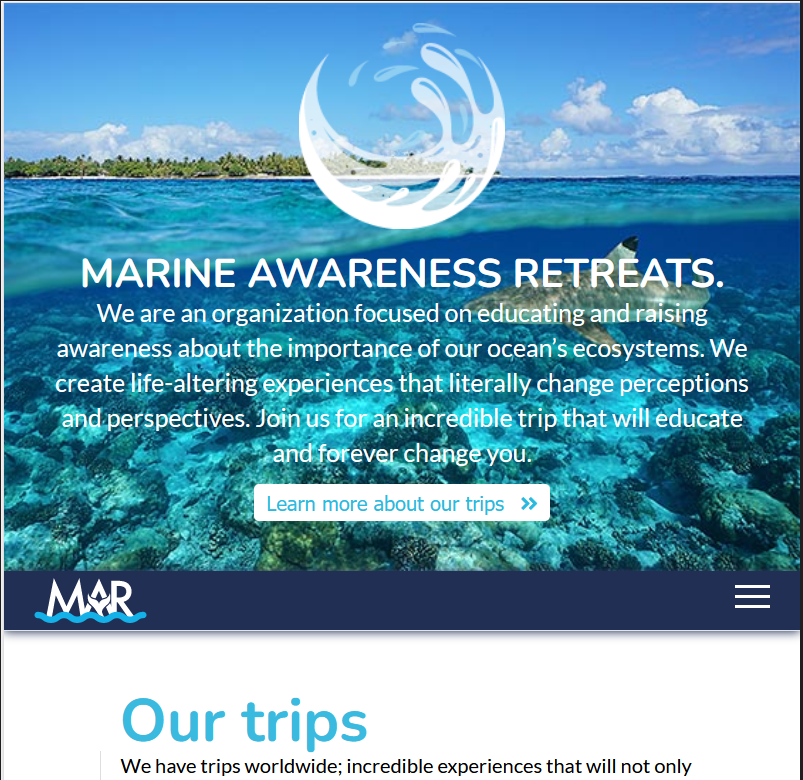 MARINE AWARENESS RETREATS.
We are an organization focused on educating and raising
awareness about the importance of our ocean’s ecosystems. We
create life-altering experiences that literally change perceptions
and perspectives. Join us for an incredible trip that will educate
and forever change you.
Learn more about our trips »
MAR
Our trips
We have trips worldwide; incredible experiences that will not only